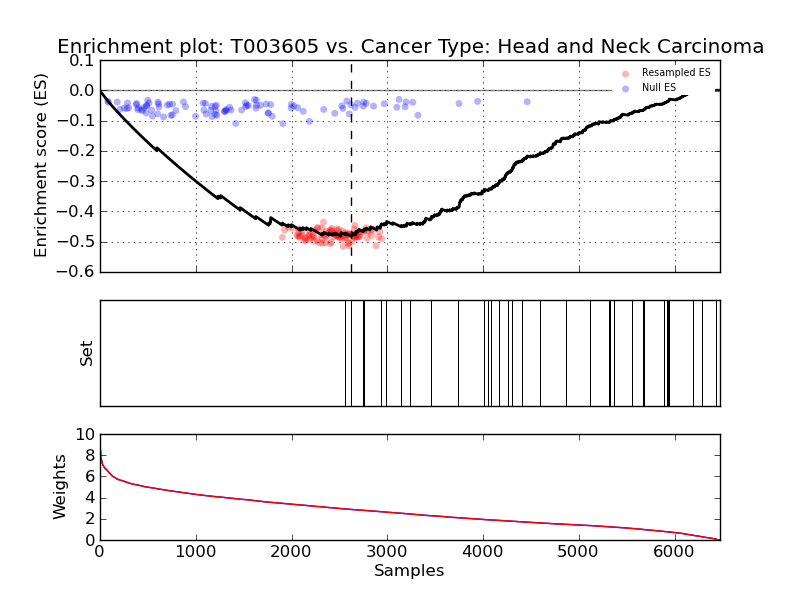 Enrichment plot: T003605 vs. Cancer Type: Head and Neck Carcinoma
0.1
0.0
−0.1
−0.2
−0.3
−0.4
−0.5
−0.6
Enrichment score (ES)
Resampled ES
Null ES
Set
10
8
6
4
2
0
Weights
0 1000 2000 3000 4000 5000 6000
Samples